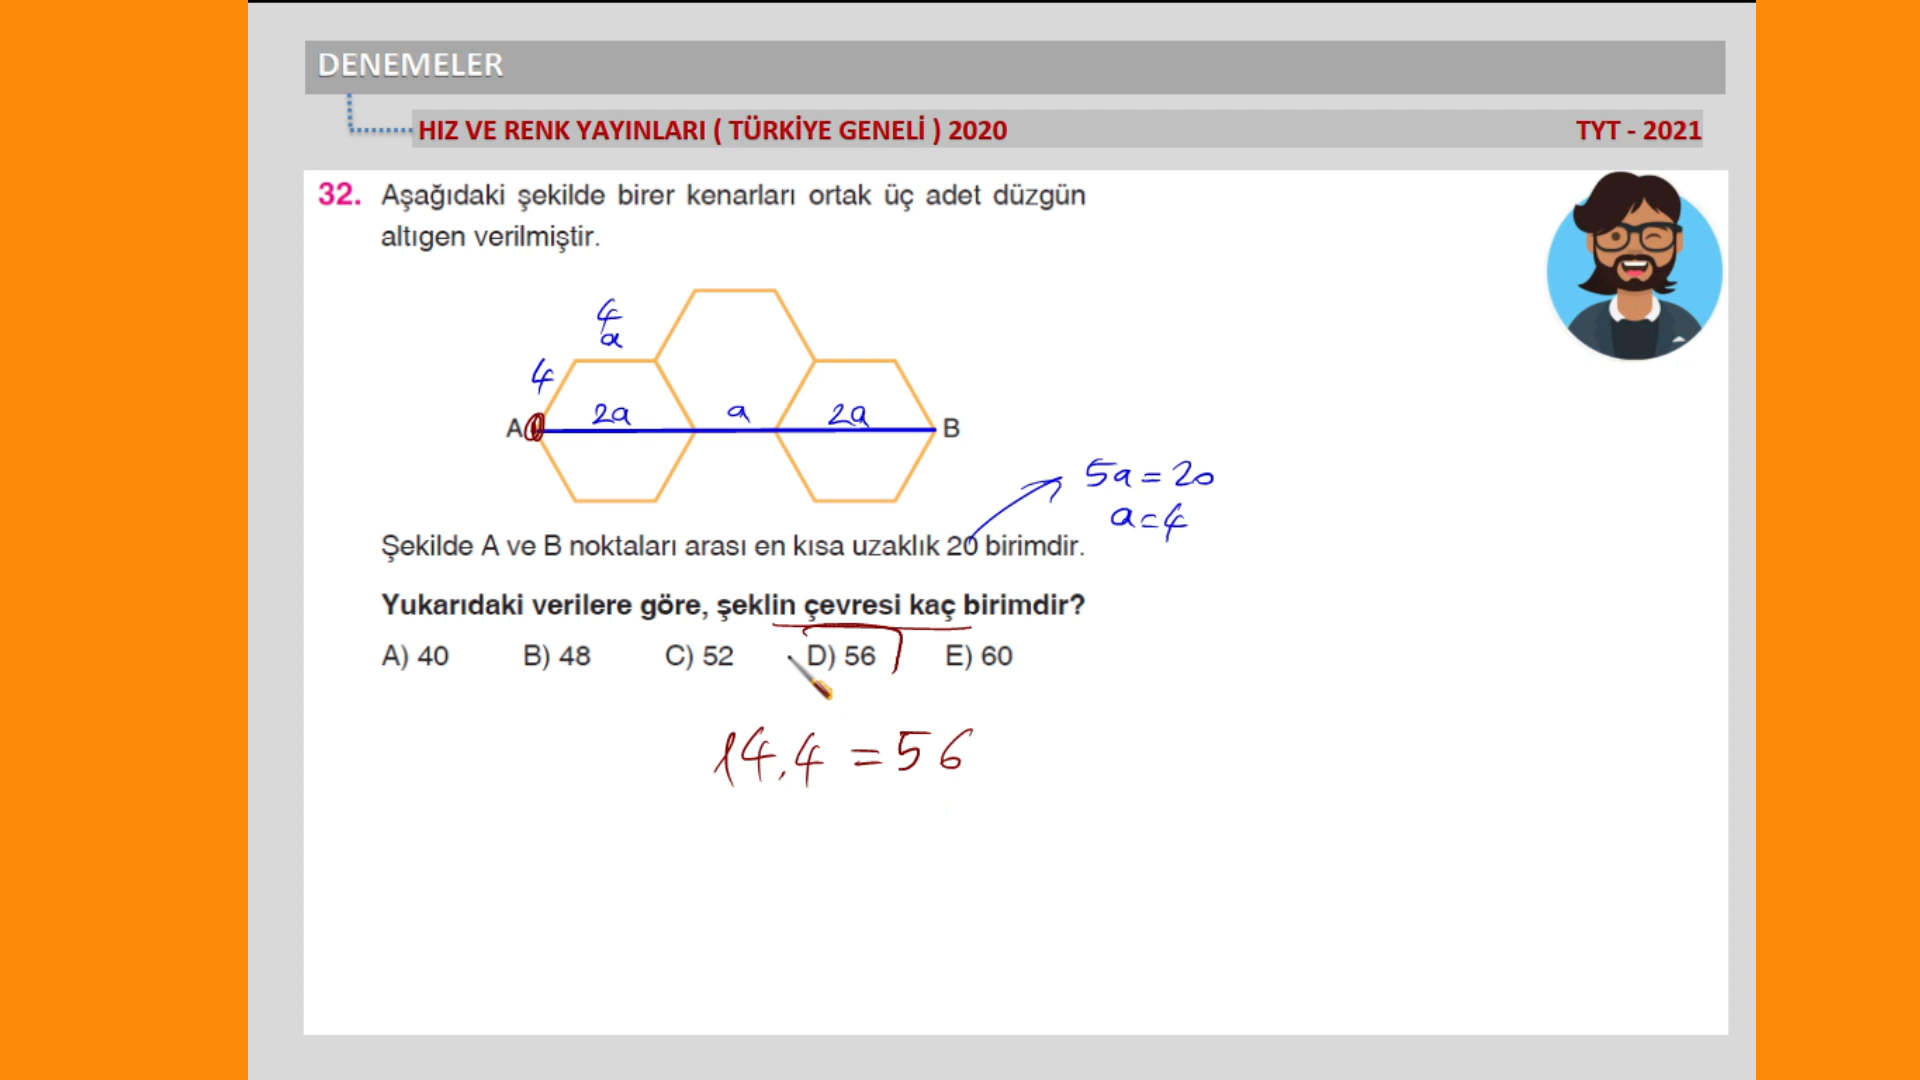 DENEMELER
HIZ VE RENK YAYINLARI ( TÜRKİYE GENELİ ) 2020
TYT - 2021
32. Aşağıdaki şekilde birer kenarları ortak üç adet düzgün
altıgen verilmiştir.
4
a
4
2a a 2a
A B
5a = 20
a = 4
Şekilde A ve B noktaları arası en kısa uzaklık 20 birimdir.
Yukarıdaki verilere göre, şeklin çevresi kaç birimdir?
A) 40 B) 48 C) 52 D) 56 E) 60
14.4 = 56